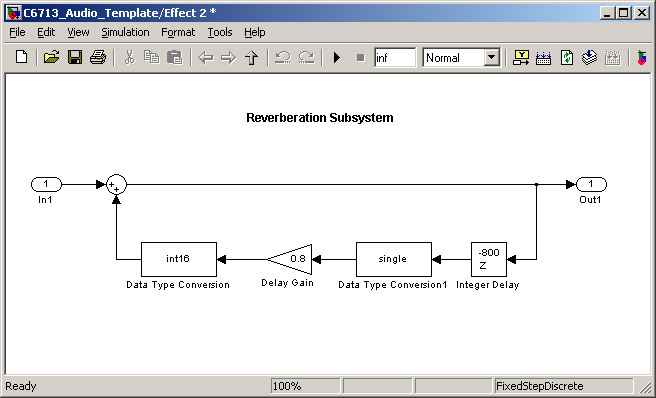 C6713_Audio_Template/Effect 2 *
File Edit View Simulation Format Tools Help
inf Normal
Reverberation Subsystem
1
In1
+
+
1
Out1
int16
Data Type Conversion
0.8
Delay Gain
single
Data Type Conversion1
-800
Z
Integer Delay
Ready 100% FixedStepDiscrete